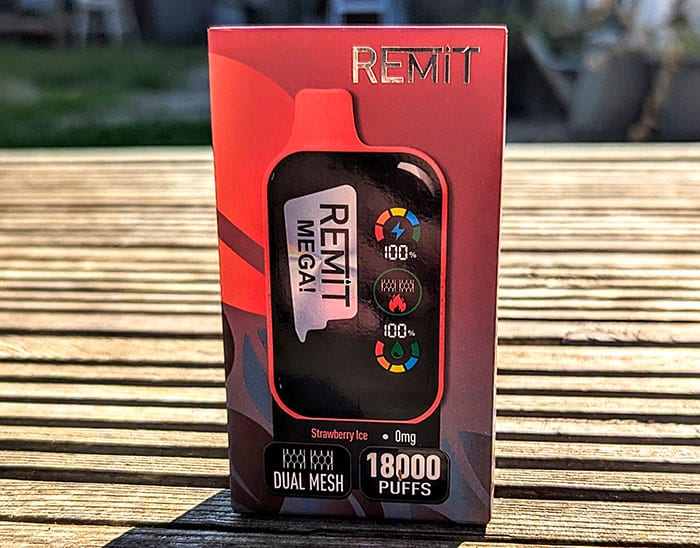 REMiT
REMiT
MEGA!
100%
100%
Strawberry Ice • 0mg
DUAL MESH
18000
PUFFS